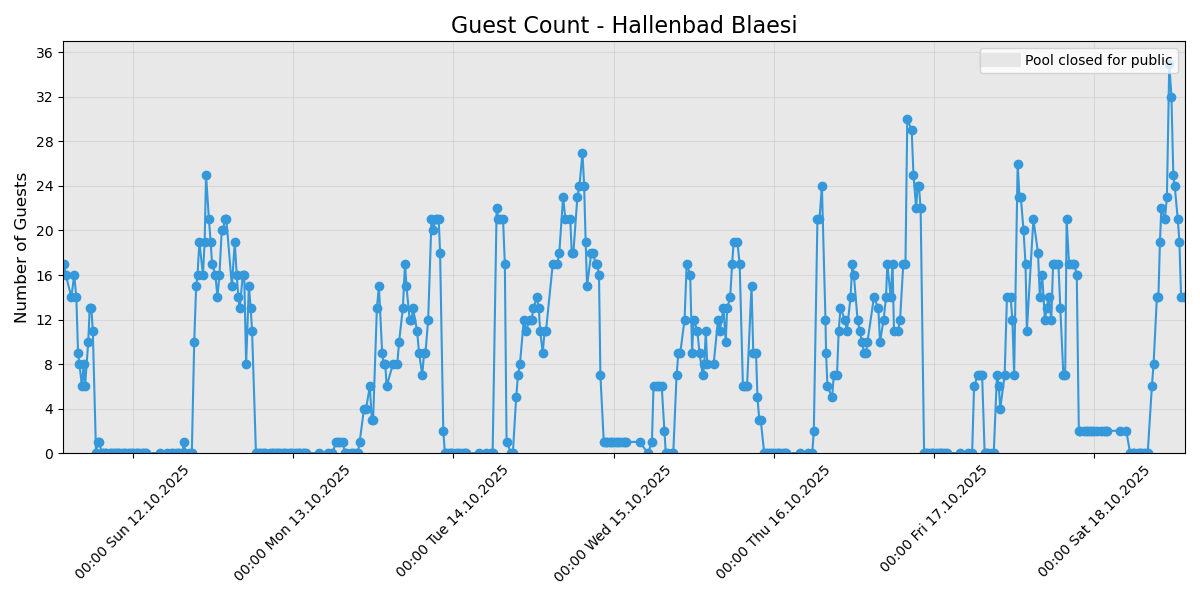 Guest Count - Hallenbad Blaesi
Pool closed for public
Number of Guests
36
32
28
24
20
16
12
8
4
0
00:00 Sun 12.10.2025
00:00 Mon 13.10.2025
00:00 Tue 14.10.2025
00:00 Wed 15.10.2025
00:00 Thu 16.10.2025
00:00 Fri 17.10.2025
00:00 Sat 18.10.2025